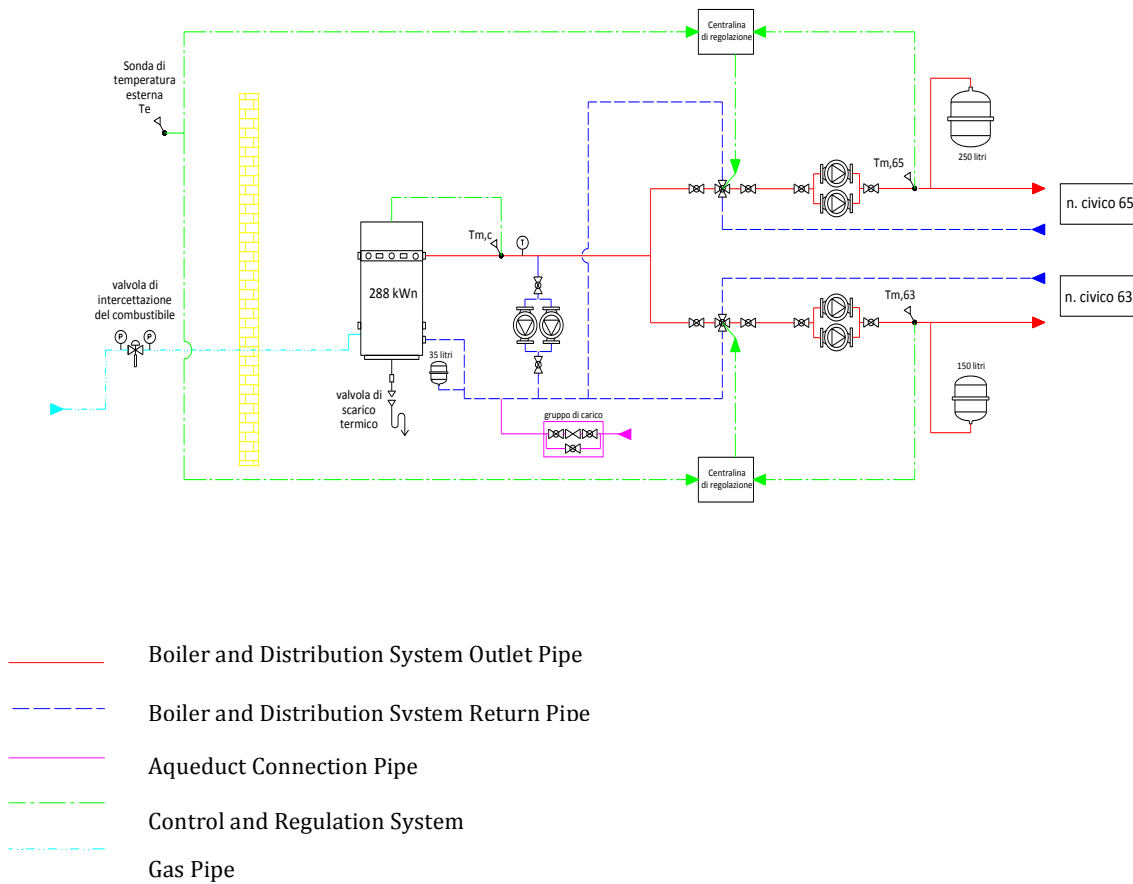 Centralina
di regolazione
Sonda di
temperatura
esterna
Te
250 litri
Tm,65
n. civico 65
Tm,c
T
288 kWn
n. civico 63
Tm,63
valvola di
intercettazione
del combustibile
P
P
35 litri
150 litri
valvola di
scarico
termico
gruppo di carico
Centralina
di regolazione
Boiler and Distribution System Outlet Pipe
Boiler and Distribution System Return Pipe
Aqueduct Connection Pipe
Control and Regulation System
Gas Pipe